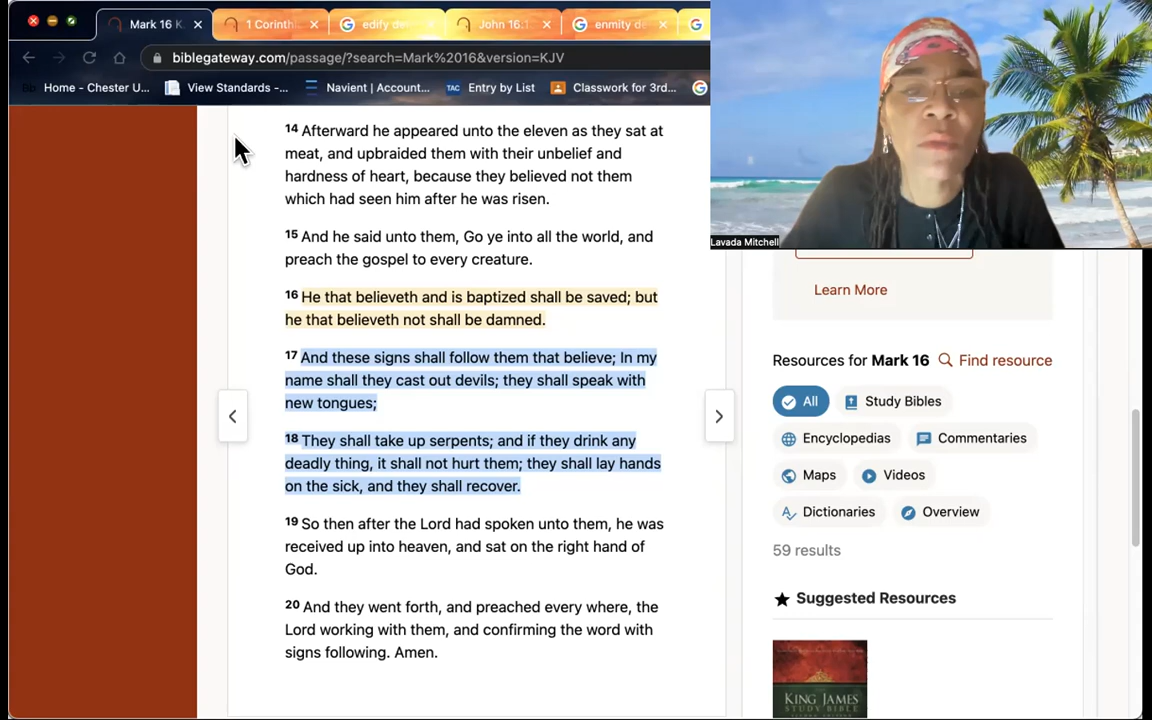 Mark 16 K
1 Corinthi
edify de
John 16:1
enmity d
biblegateway.com/passage/?search=Mark%2016&version=KJV
Home - Chester U...
View Standards -...
Navient | Account...
TAC Entry by List
Classwork for 3rd...
Lavada Mitchell
14 Afterward he appeared unto the eleven as they sat at
meat, and upbraided them with their unbelief and
hardness of heart, because they believed not them
which had seen him after he was risen.
15 And he said unto them, Go ye into all the world, and
preach the gospel to every creature.
16 He that believeth and is baptized shall be saved; but
he that believeth not shall be damned.
17 And these signs shall follow them that believe; In my
name shall they cast out devils; they shall speak with
new tongues;
18 They shall take up serpents; and if they drink any
deadly thing, it shall not hurt them; they shall lay hands
on the sick, and they shall recover.
19 So then after the Lord had spoken unto them, he was
received up into heaven, and sat on the right hand of
God.
20 And they went forth, and preached every where, the
Lord working with them, and confirming the word with
signs following. Amen.
Learn More
Resources for Mark 16
Find resource
All
Study Bibles
Encyclopedias
Commentaries
Maps
Videos
Dictionaries
Overview
59 results
Suggested Resources
KING JAMES
STUDY BIBLE